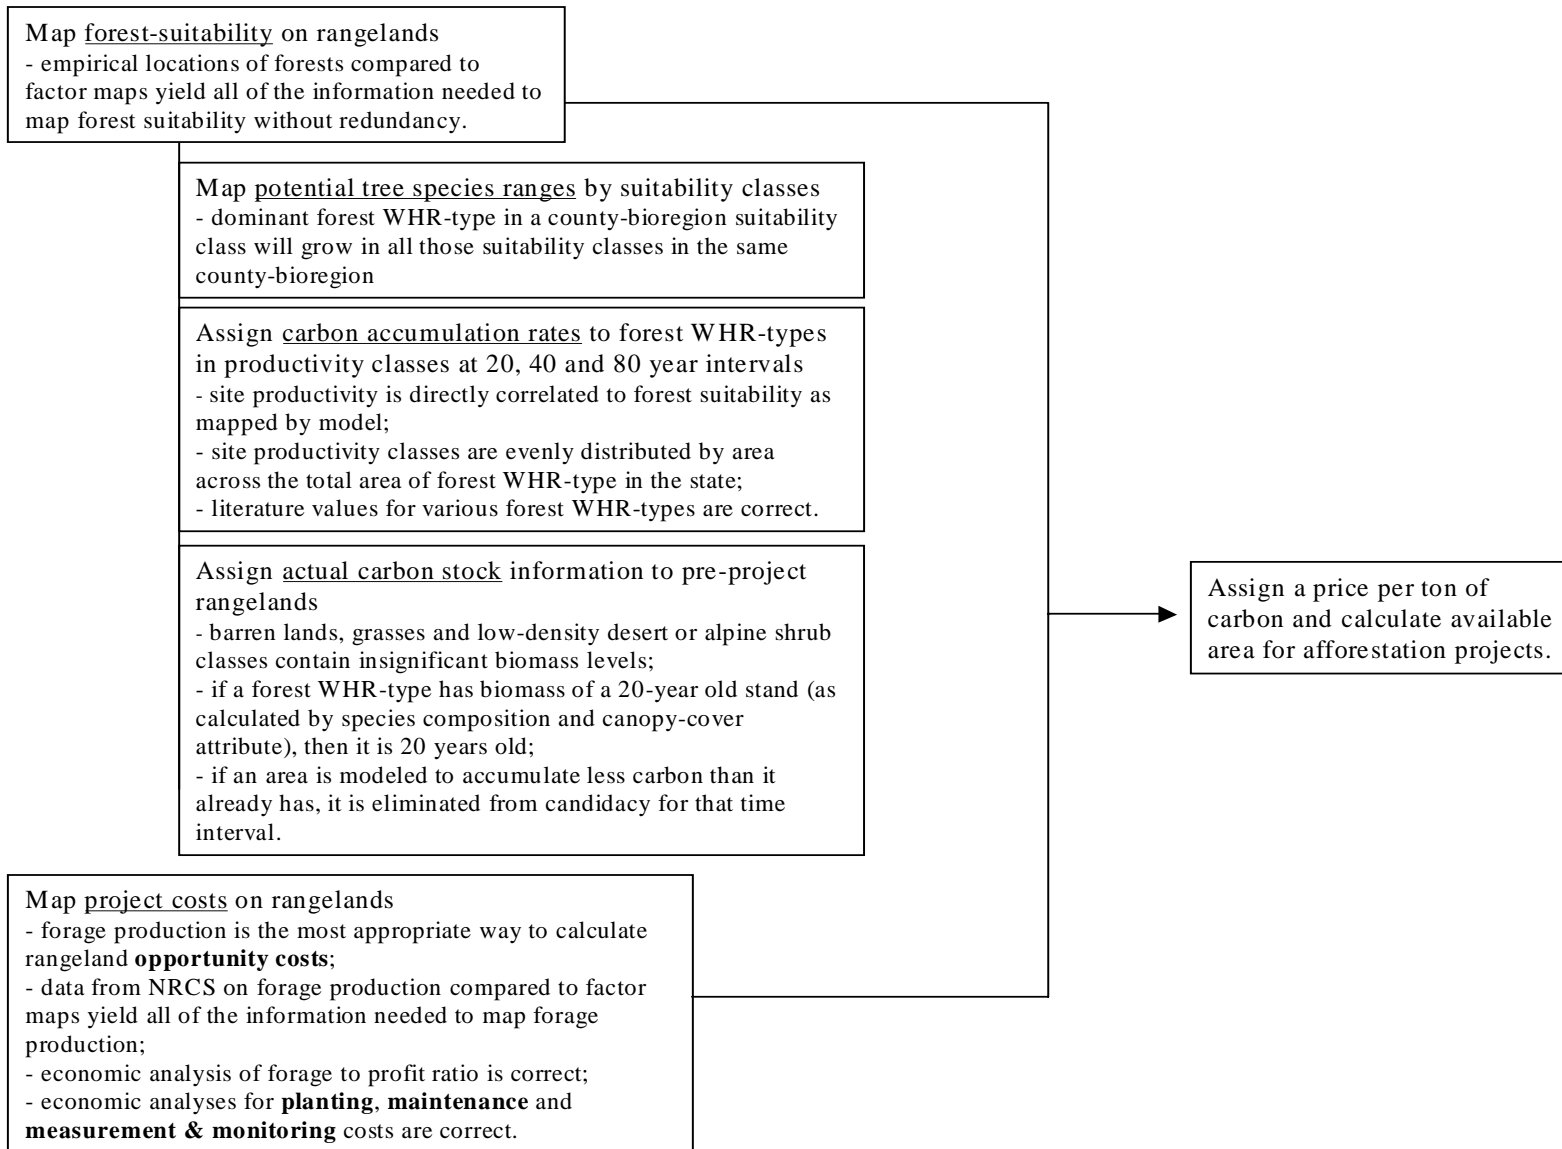 Map forest-suitability on rangelands
- empirical locations of forests compared to
factor maps yield all of the information needed to
map forest suitability without redundancy.
Map potential tree species ranges by suitability classes
- dominant forest WHR-type in a county-bioregion suitability
class will grow in all those suitability classes in the same
county-bioregion
Assign carbon accumulation rates to forest WHR-types
in productivity classes at 20, 40 and 80 year intervals
- site productivity is directly correlated to forest suitability as
mapped by model;
- site productivity classes are evenly distributed by area
across the total area of forest WHR-type in the state;
- literature values for various forest WHR-types are correct.
Assign actual carbon stock information to pre-project
rangelands
- barren lands, grasses and low-density desert or alpine shrub
classes contain insignificant biomass levels;
- if a forest WHR-type has biomass of a 20-year old stand (as
calculated by species composition and canopy-cover
attribute), then it is 20 years old;
- if an area is modeled to accumulate less carbon than it
already has, it is eliminated from candidacy for that time
interval.
Map project costs on rangelands
- forage production is the most appropriate way to calculate
rangeland opportunity costs;
- data from NRCS on forage production compared to factor
maps yield all of the information needed to map forage
production;
- economic analysis of forage to profit ratio is correct;
- economic analyses for planting, maintenance and
measurement & monitoring costs are correct.
Assign a price per ton of
carbon and calculate available
area for afforestation projects.